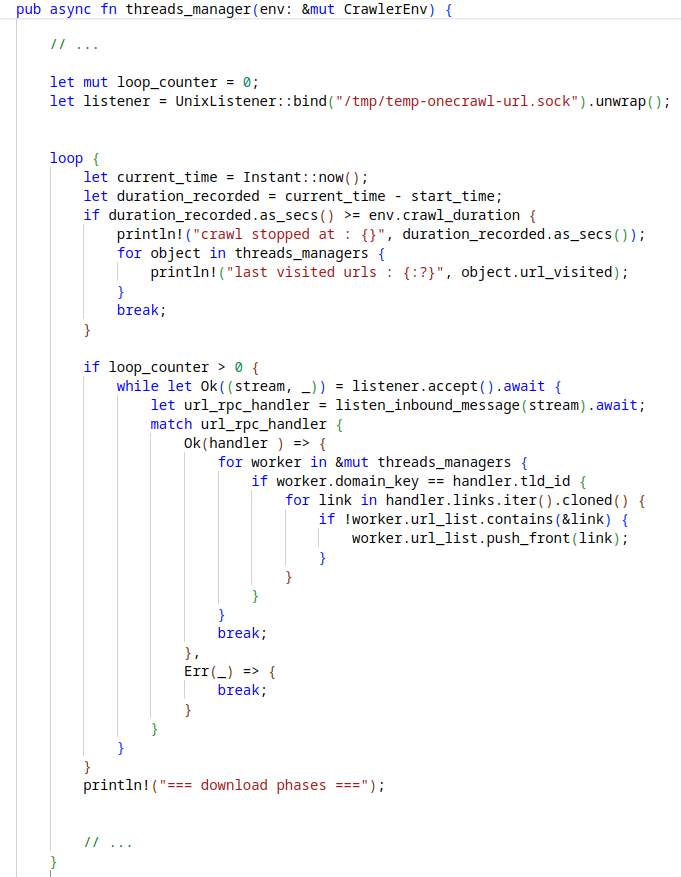 pub async fn threads_manager(env: &mut CrawlerEnv) {
// ...
let mut loop_counter = 0;
let listener = UnixListener::bind("/tmp/temp-onecrawl-url.sock").unwrap();
loop {
let current_time = Instant::now();
let duration_recorded = current_time - start_time;
if duration_recorded.as_secs() >= env.crawl_duration {
println!("crawl stopped at : {}", duration_recorded.as_secs());
for object in threads_managers {
println!("last visited urls : {:?}", object.url_visited);
}
break;
}
if loop_counter > 0 {
while let Ok((stream, _)) = listener.accept().await {
let url_rpc_handler = listen_inbound_message(stream).await;
match url_rpc_handler {
Ok(handler ) => {
for worker in &mut threads_managers {
if worker.domain_key == handler.tld_id {
for link in handler.links.iter().cloned() {
if !worker.url_list.contains(&link) {
worker.url_list.push_front(link);
}
}
}
}
break;
},
Err(_) => {
break;
}
}
}
}
println!("=== download phases ===");
// ...
}